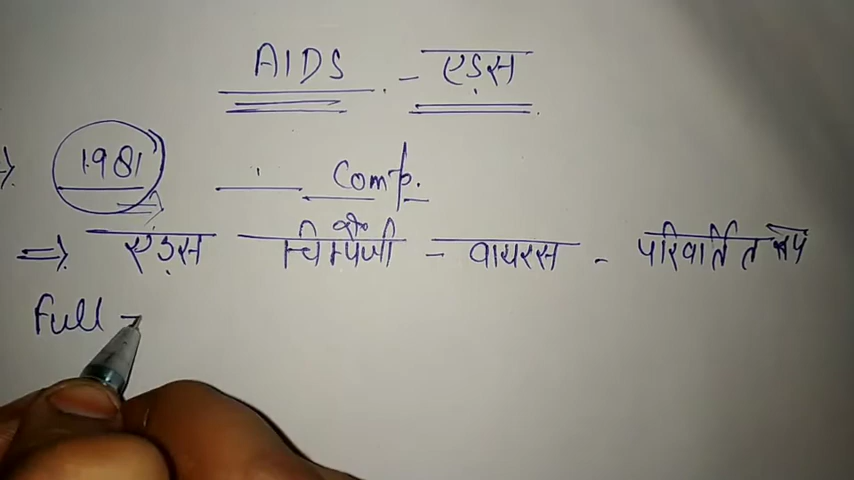 AIDS - एड्स
⇒ 1981 Comp.
⇒ एड्स चिम्पैंजी - वायरस - परिवर्तित रूप
Full -